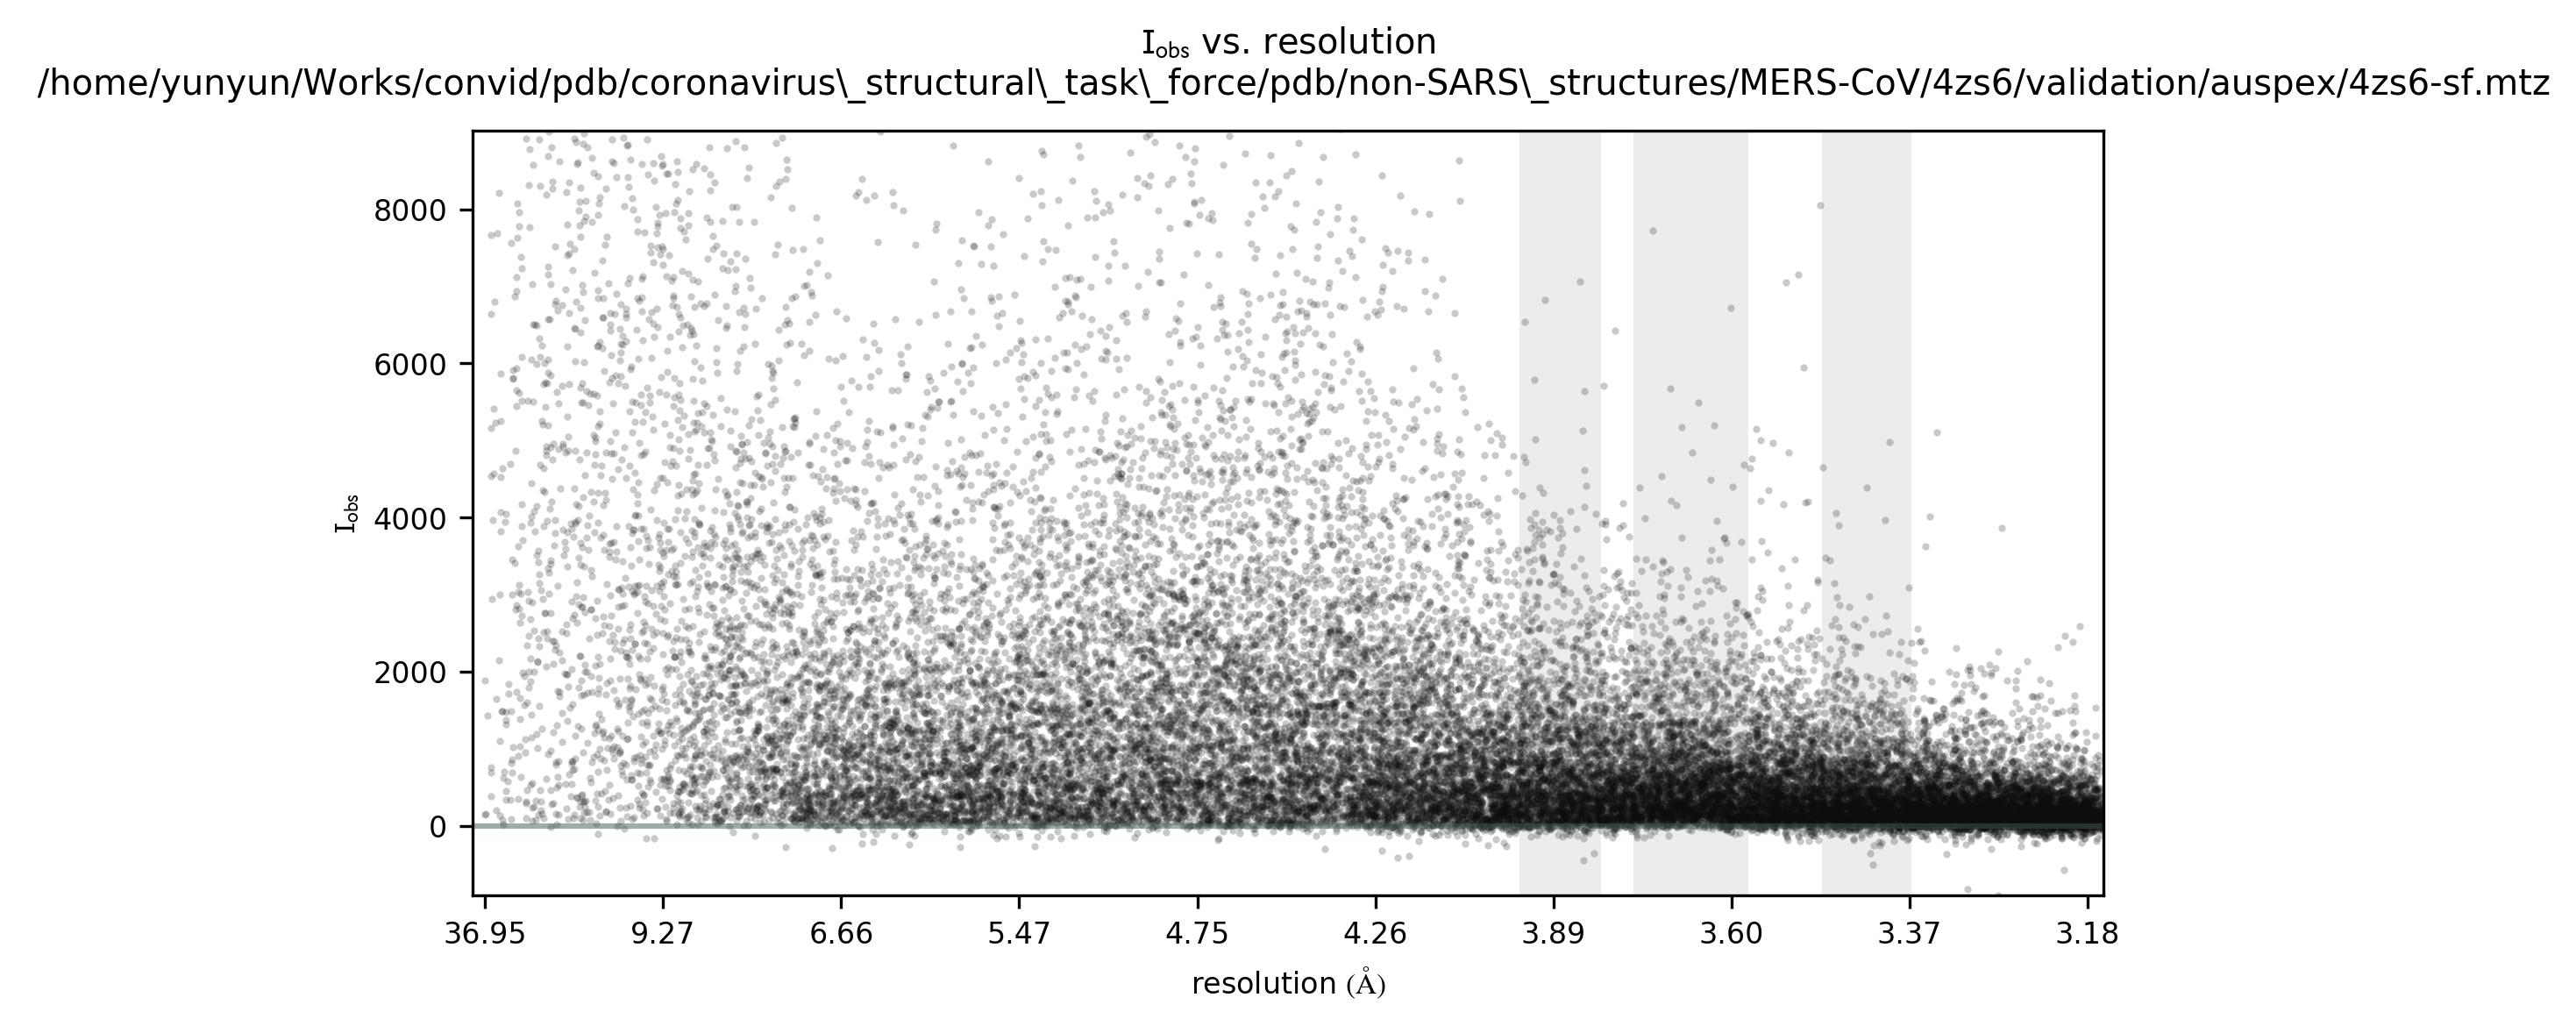 I_obs vs. resolution
/home/yunyun/Works/convid/pdb/coronavirus\_structural\_task\_force/pdb/non-SARS\_structures/MERS-CoV/4zs6/validation/auspex/4zs6-sf.mtz
8000
6000
4000
2000
0
I_obs
36.95 9.27 6.66 5.47 4.75 4.26 3.89 3.60 3.37 3.18
resolution (Å)